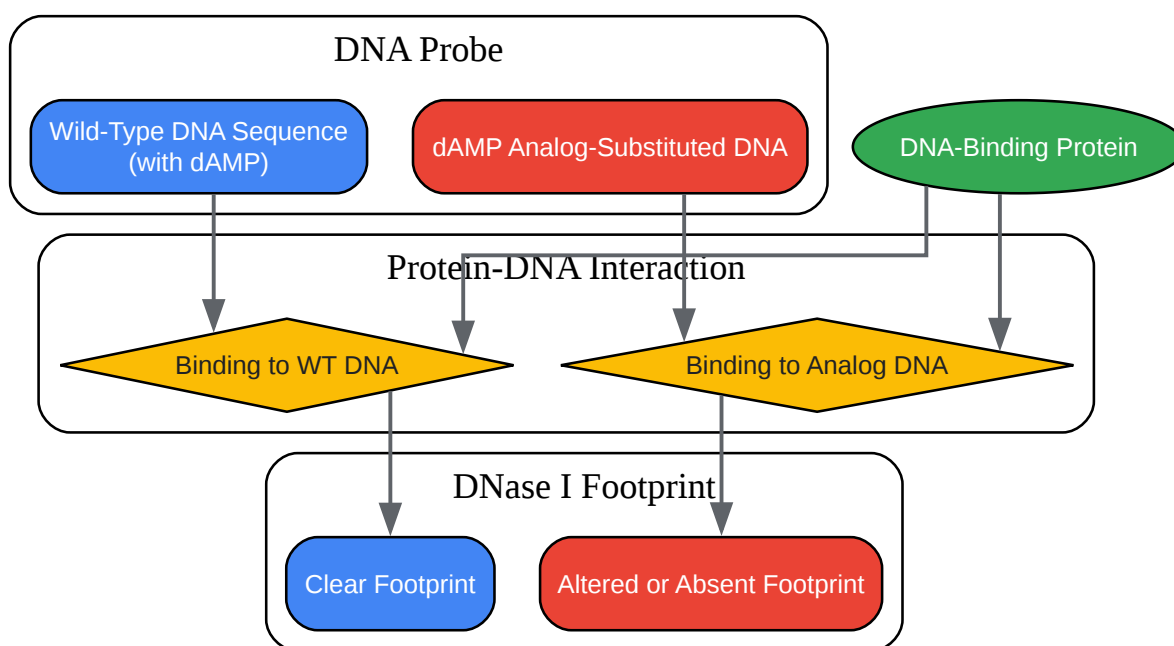 DNA Probe
Wild-Type DNA Sequence
(with dAMP)
dAMP Analog-Substituted DNA
DNA-Binding Protein
Protein-DNA Interaction
Binding to WT DNA
Binding to Analog DNA
DNase I Footprint
Clear Footprint
Altered or Absent Footprint